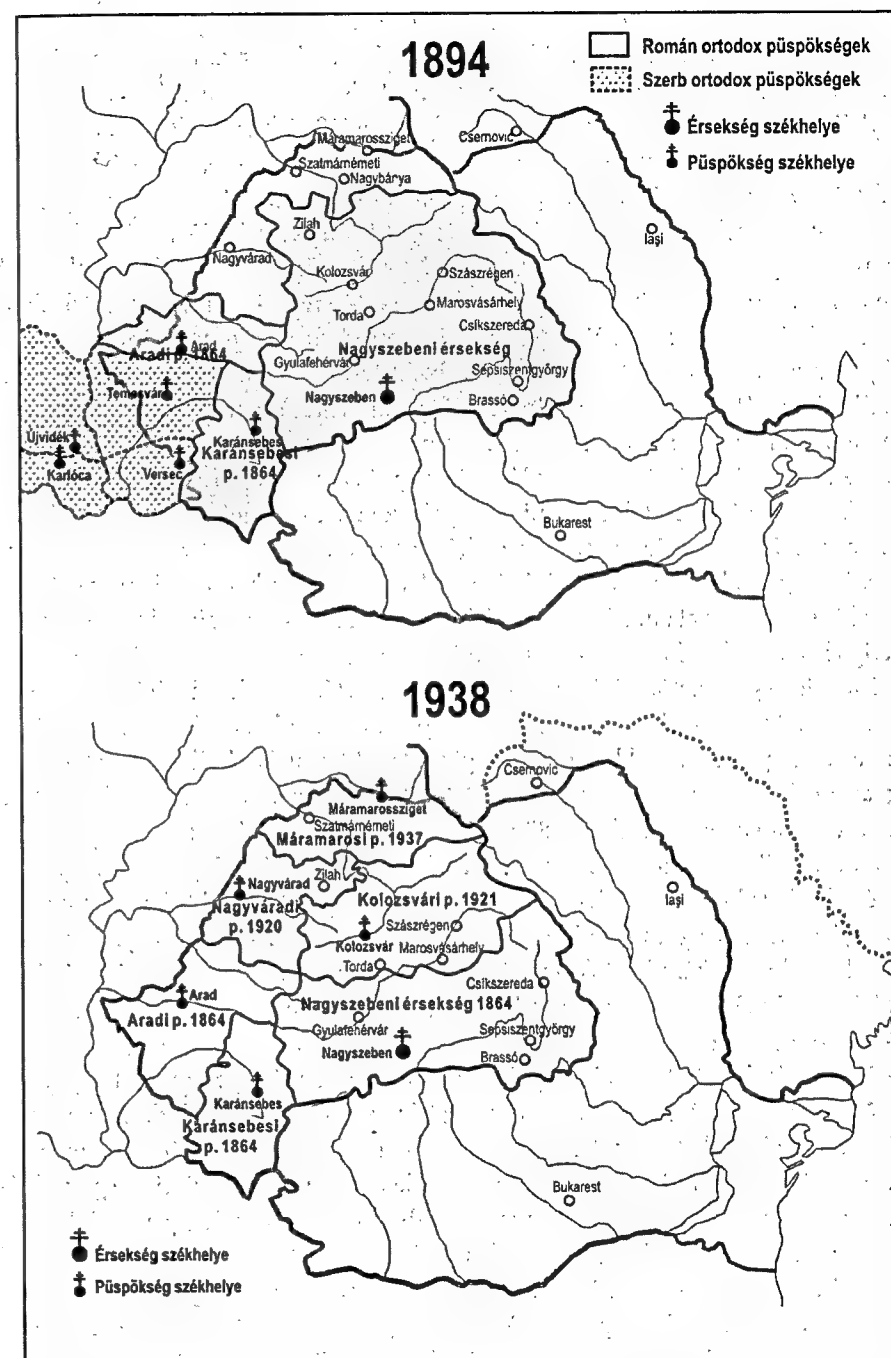 1894
Román ortodox püspökségek
Szerb ortodox püspökségek
Érsekség székhelye
Püspökség székhelye
Máramarossziget
Csernovic
Szatmárnémeti
Nagybánya
Zilah
Iaşi
Nagyvárad
Kolozsvár
Szászrégen
Torda
Marosvásárhely
Csíkszereda
Arad
Aradi p. 1864
Gyulafehérvár
Nagyszebeni érsekség
Temesvár
Sepsiszentgyörgy
Nagyszeben
Brassó
Újvidék
Karánsebes
Karánsebesi
p. 1864
Karlóca
Versec
Bukarest
1938
Csernovic
Máramarossziget
Szatmárnémeti
Máramarosi p. 1937
Nagyvárad
Zilah
Nagyváradi
p. 1920
Kolozsvári p. 1921
Iaşi
Szászrégen
Kolozsvár
Marosvásárhely
Torda
Csíkszereda
Arad
Aradi p. 1864
Nagyszebeni érsekség 1864
Gyulafehérvár
Sepsiszentgyörgy
Nagyszeben
Brassó
Karánsebes
Karánsebesi
p. 1864
Bukarest
Érsekség székhelye
Püspökség székhelye